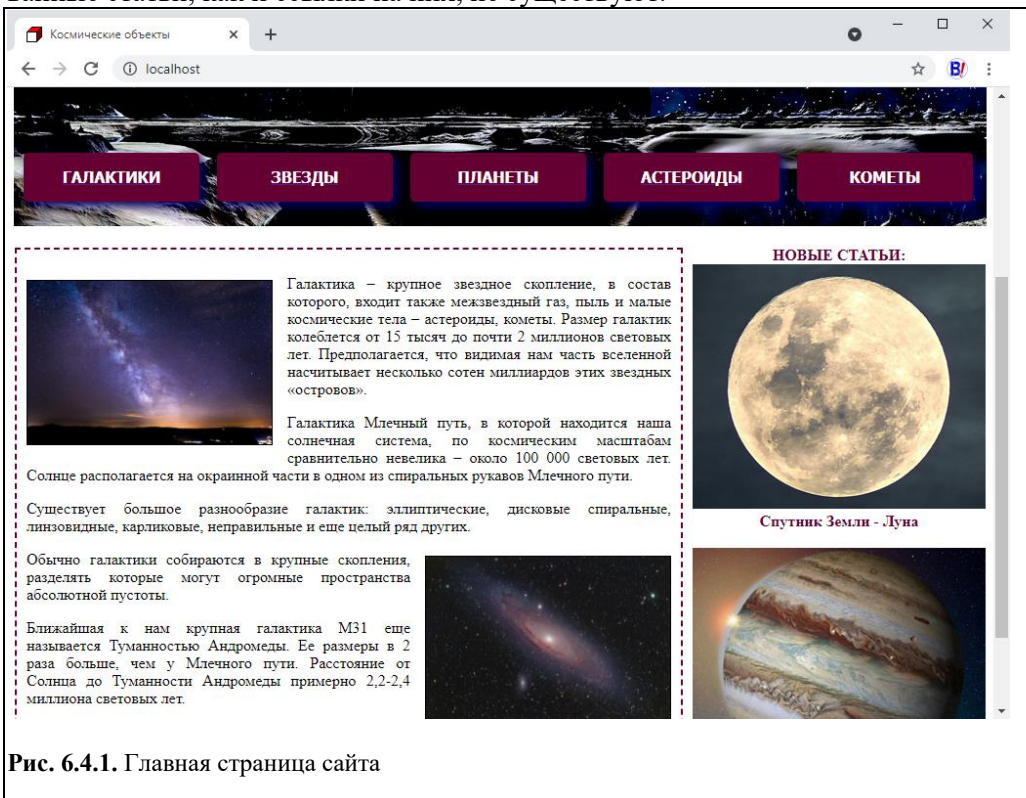 Космические объекты
localhost
ГАЛАКТИКИ ЗВЕЗДЫ ПЛАНЕТЫ АСТЕРОИДЫ КОМЕТЫ
Галактика – крупное звездное скопление, в состав
которого, входит также межзвездный газ, пыль и малые
космические тела – астероиды, кометы. Размер галактик
колеблется от 15 тысяч до почти 2 миллионов световых
лет. Предполагается, что видимая нам часть вселенной
насчитывает несколько сотен миллиардов этих звездных
«островов».
Галактика Млечный путь, в которой находится наша
солнечная система, по космическим масштабам
сравнительно невелика – около 100 000 световых лет.
Солнце располагается на окраинной части в одном из спиральных рукавов Млечного пути.
Существует большое разнообразие галактик: эллиптические, дисковые спиральные,
линзовидные, карликовые, неправильные и еще целый ряд других.
Обычно галактики собираются в крупные скопления,
разделять которые могут огромные пространства
абсолютной пустоты.
Ближайшая к нам крупная галактика М31 еще
называется Туманностью Андромеды. Ее размеры в 2
раза больше, чем у Млечного пути. Расстояние от
Солнца до Туманности Андромеды примерно 2,2-2,4
миллиона световых лет.
НОВЫЕ СТАТЬИ:
Спутник Земли - Луна
Рис. 6.4.1. Главная страница сайта